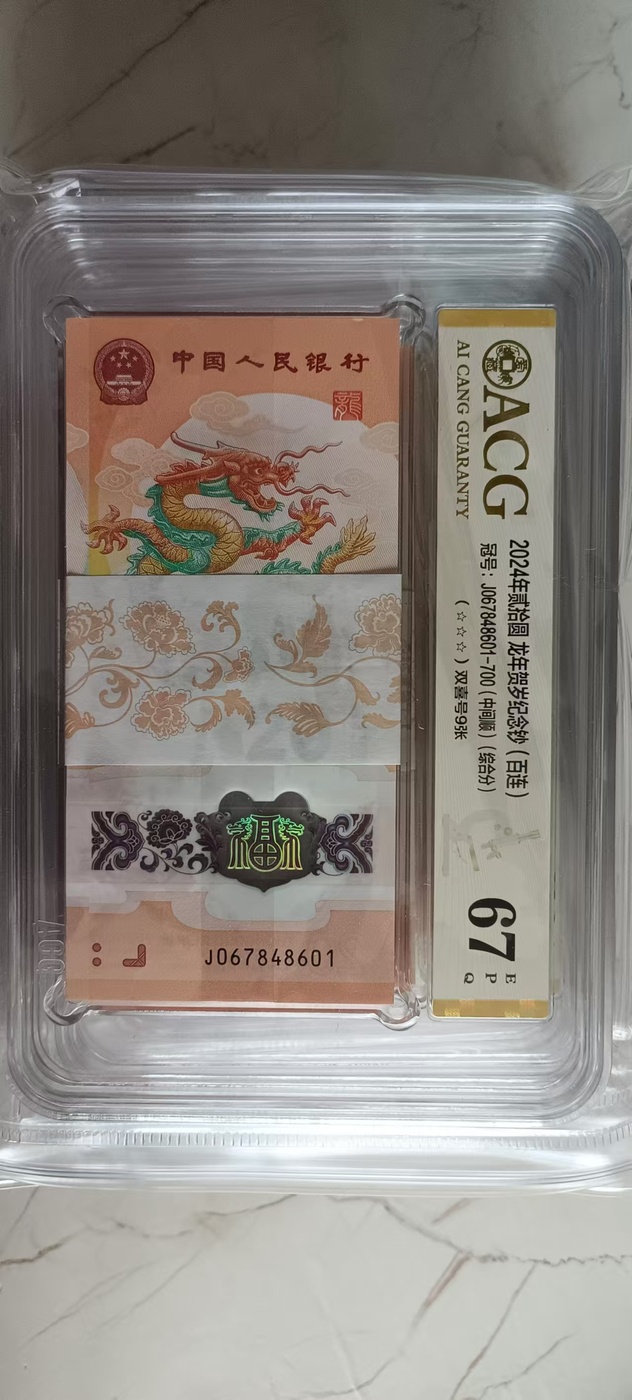 中国人民银行
龍
J067848601
ACG
AI CANG GUARANTY
2024年贰拾圆 龙年贺岁纪念钞（百连）
冠号：J067848601-700（中间顺）（综合分）
（☆☆☆）双喜号9张
67
E
P
Q